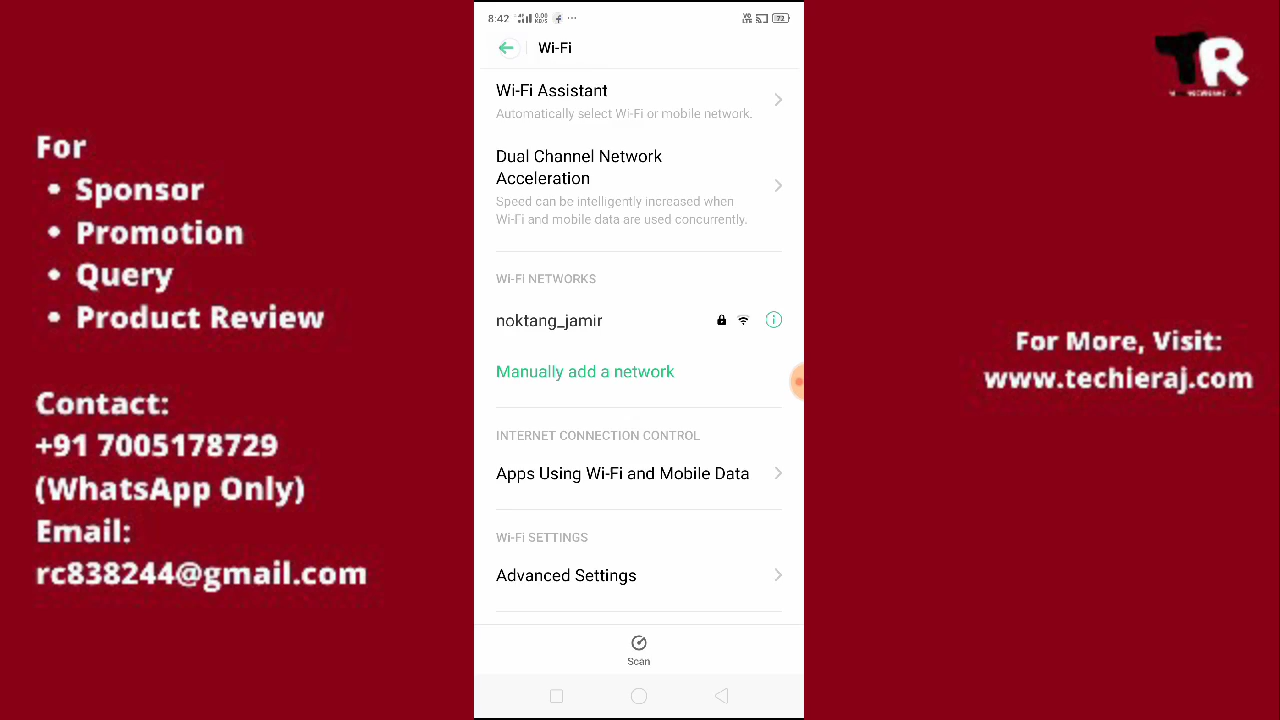 For
• Sponsor
• Promotion
• Query
• Product Review
Contact:
+91 7005178729
(WhatsApp Only)
Email:
rc838244@gmail.com
8:42
Wi-Fi
Wi-Fi Assistant
Automatically select Wi-Fi or mobile network.
Dual Channel Network
Acceleration
Speed can be intelligently increased when
Wi-Fi and mobile data are used concurrently.
WI-FI NETWORKS
noktang_jamir
Manually add a network
INTERNET CONNECTION CONTROL
Apps Using Wi-Fi and Mobile Data
WI-FI SETTINGS
Advanced Settings
Scan
TR
For More, Visit:
www.techieraj.com